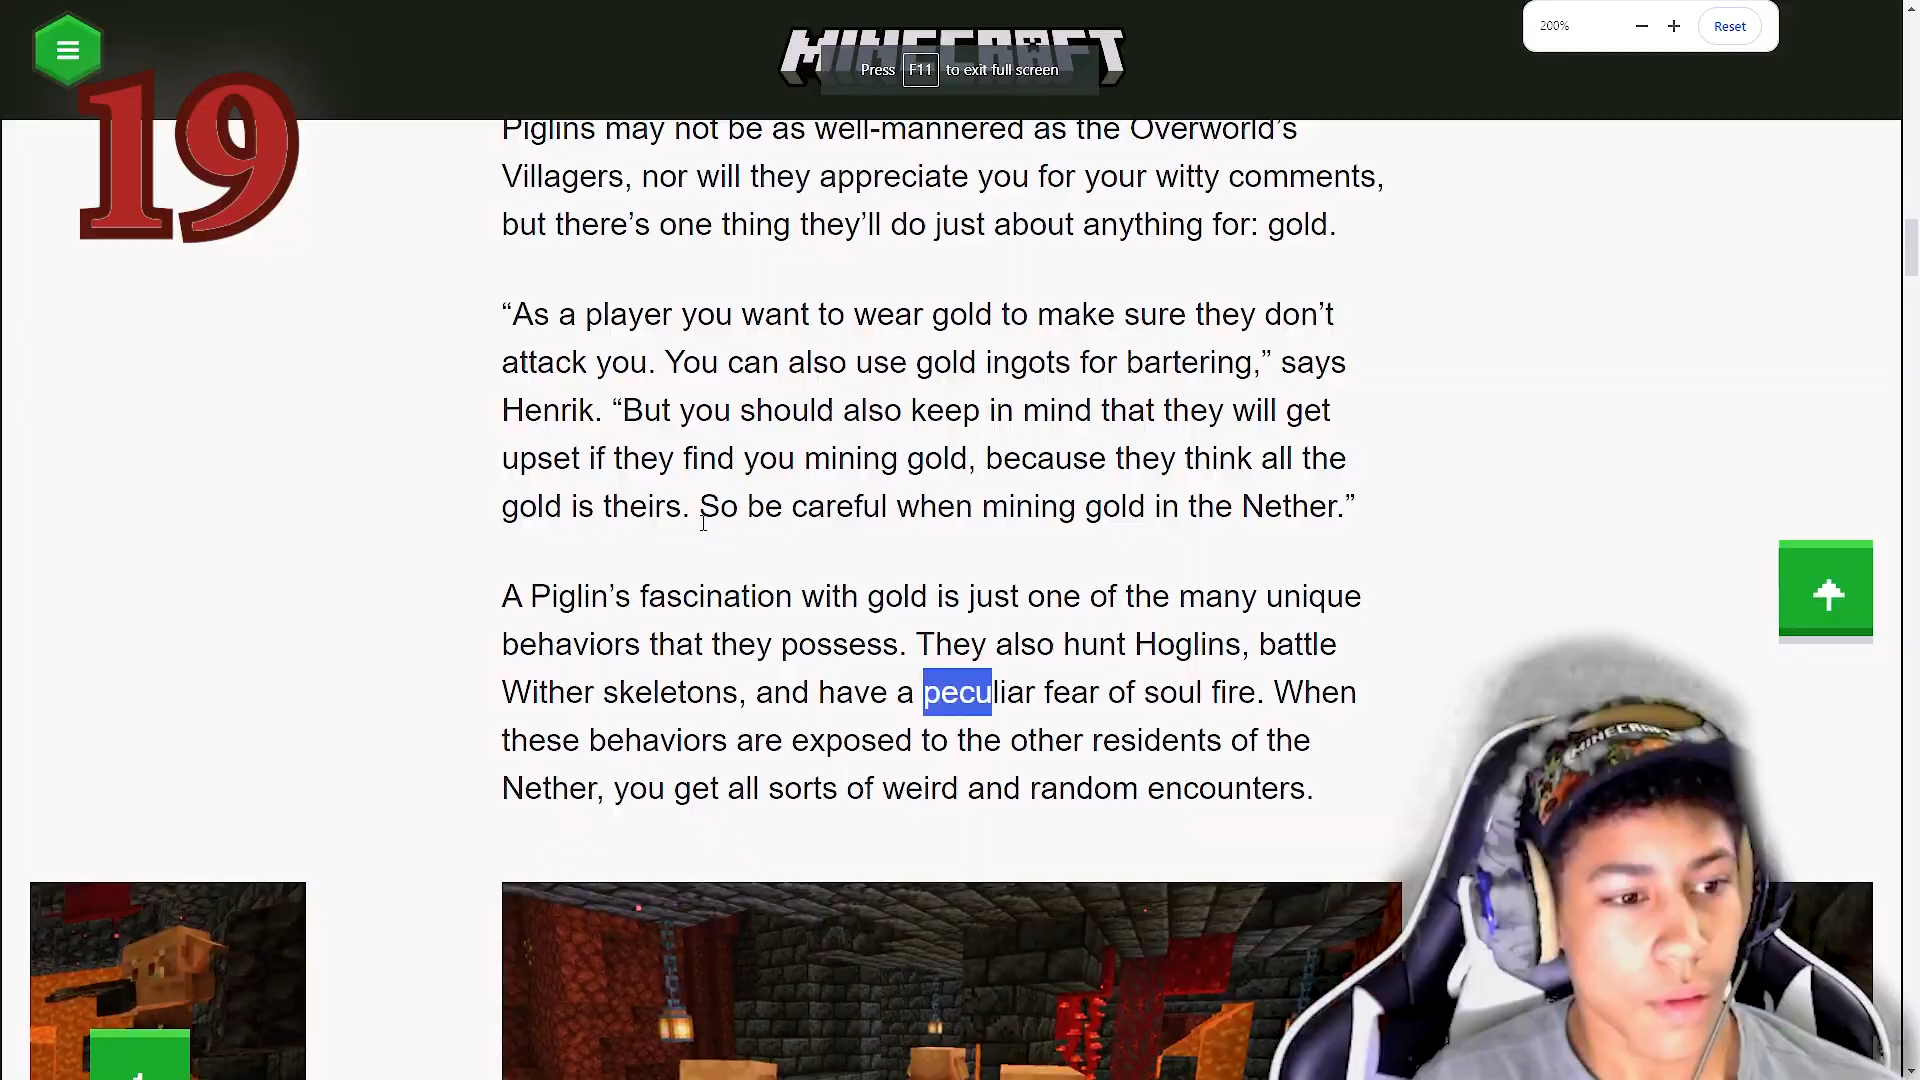 MINECRAFT
200%
Reset
Press F11 to exit full screen
19
Piglins may not be as well-mannered as the Overworld’s
Villagers, nor will they appreciate you for your witty comments,
but there’s one thing they’ll do just about anything for: gold.
“As a player you want to wear gold to make sure they don’t
attack you. You can also use gold ingots for bartering,” says
Henrik. “But you should also keep in mind that they will get
upset if they find you mining gold, because they think all the
gold is theirs. So be careful when mining gold in the Nether.”
A Piglin’s fascination with gold is just one of the many unique
behaviors that they possess. They also hunt Hoglins, battle
Wither skeletons, and have a peculiar fear of soul fire. When
these behaviors are exposed to the other residents of the
Nether, you get all sorts of weird and random encounters.
MINECRAFT